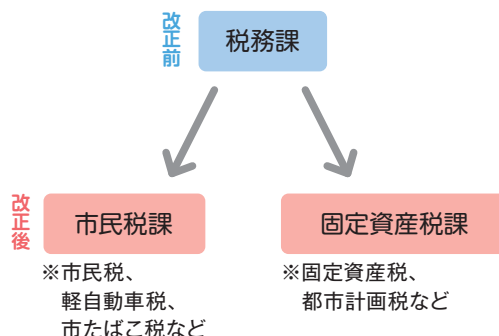 改正前
税務課
改正後
市民税課
固定資産税課
※市民税、
軽自動車税、
市たばこ税など
※固定資産税、
都市計画税など